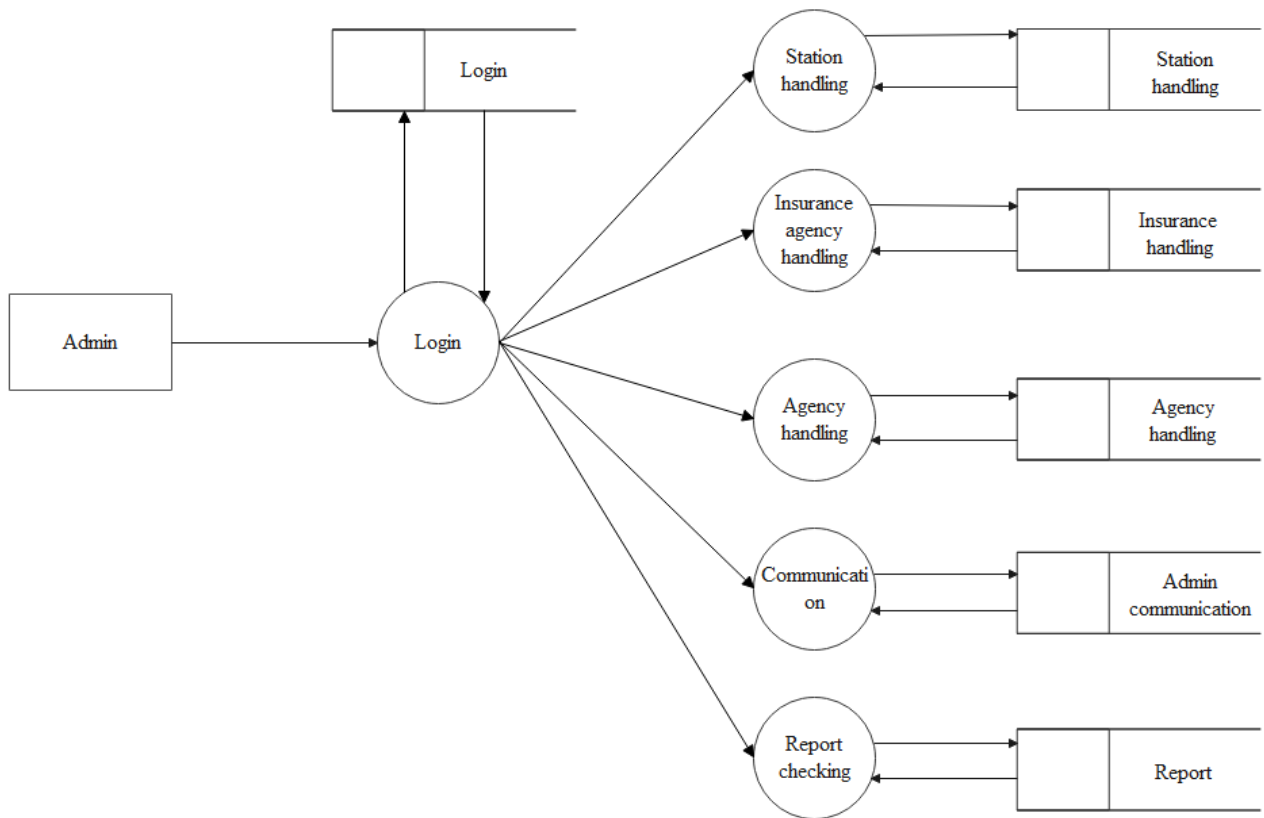 Login
Admin
Login
Station
handling
Insurance
agency
handling
Agency
handling
Communicati
on
Report
checking
Station
handling
Insurance
handling
Agency
handling
Admin
communication
Report